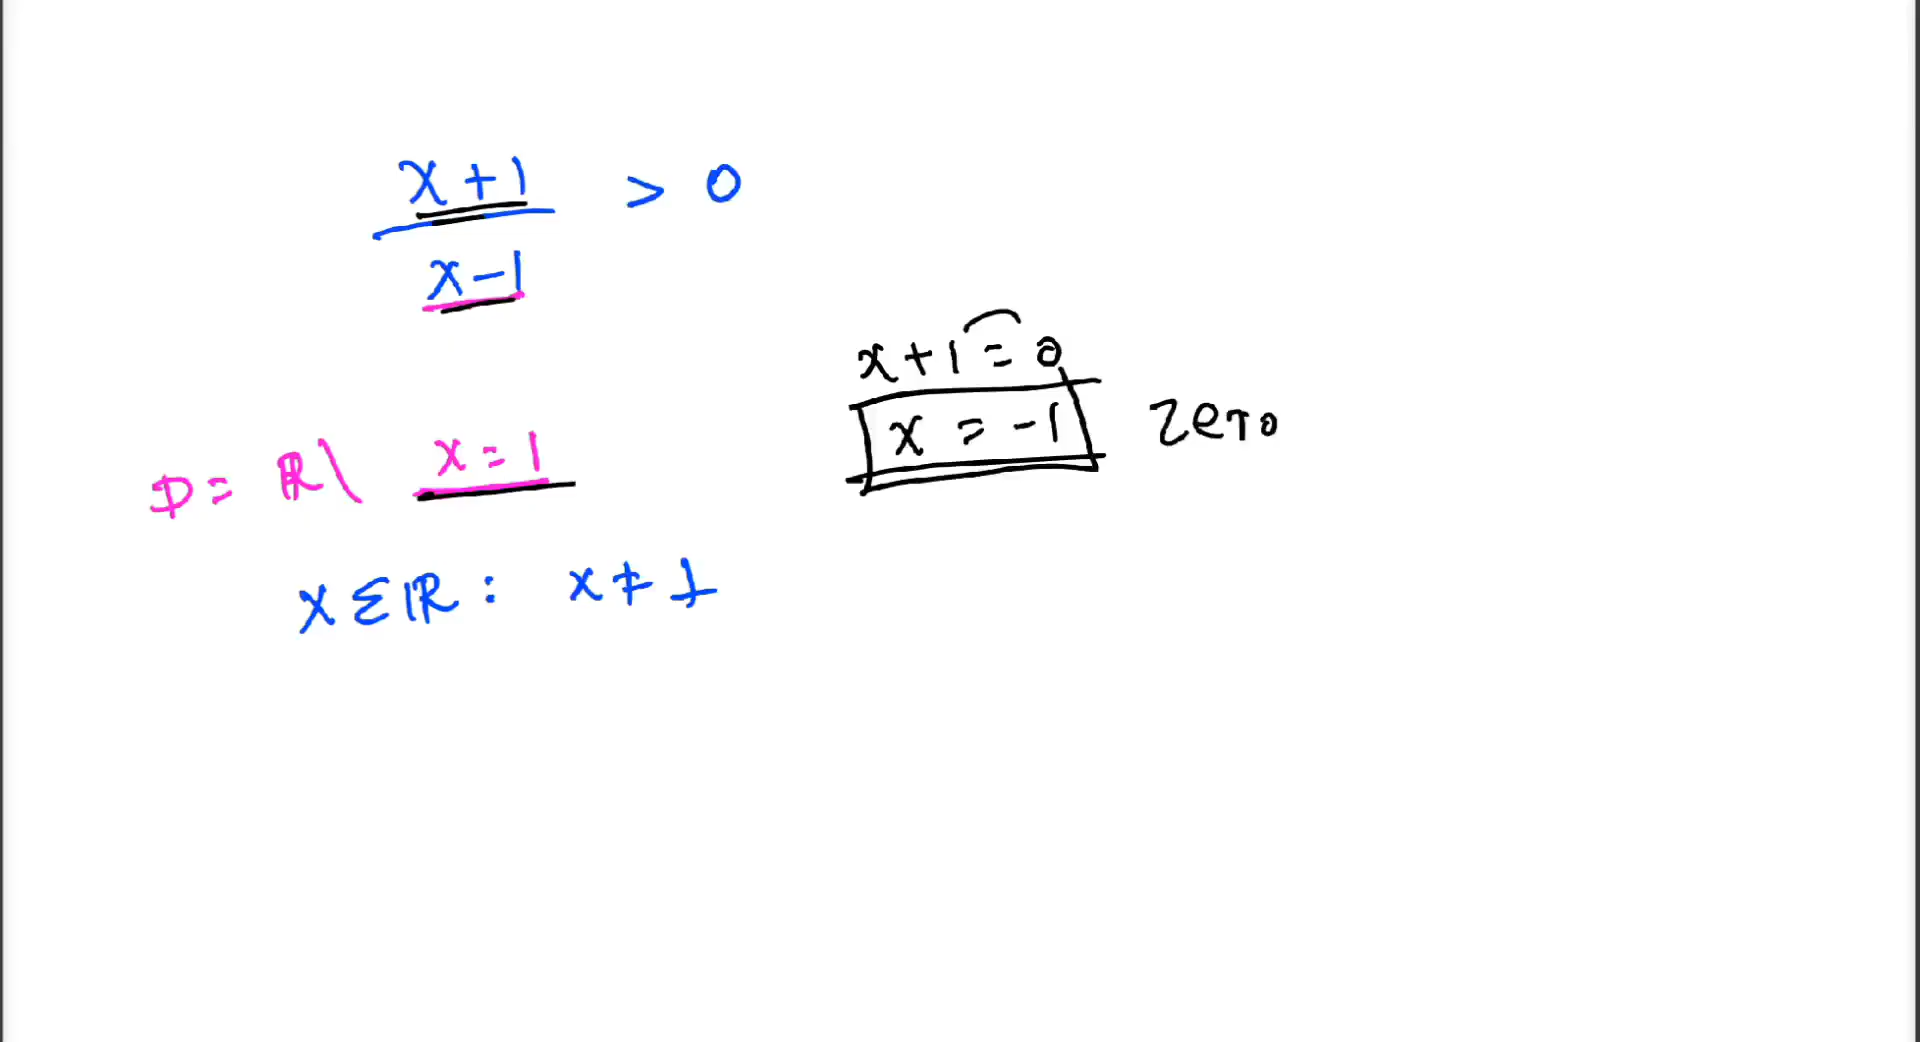 x+1
x-1
> 0
x+1=0
x = -1
zero
D= ℝ\ x=1
x∈ℝ: x≠1